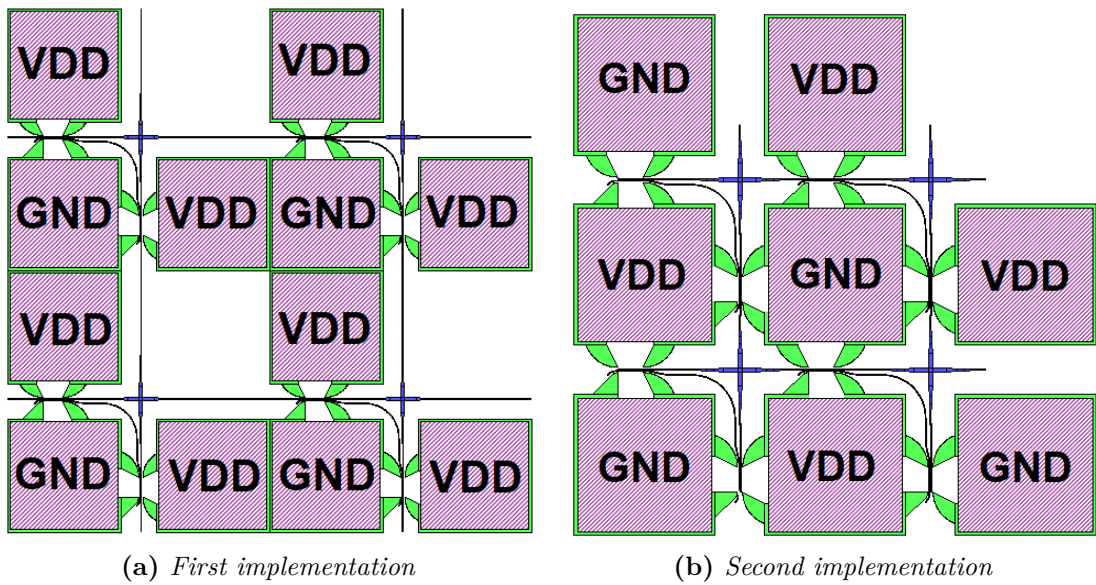 VDD VDD
GND VDD GND VDD
VDD VDD
GND VDD GND VDD
(a) First implementation
GND VDD
VDD GND VDD
GND VDD GND
(b) Second implementation